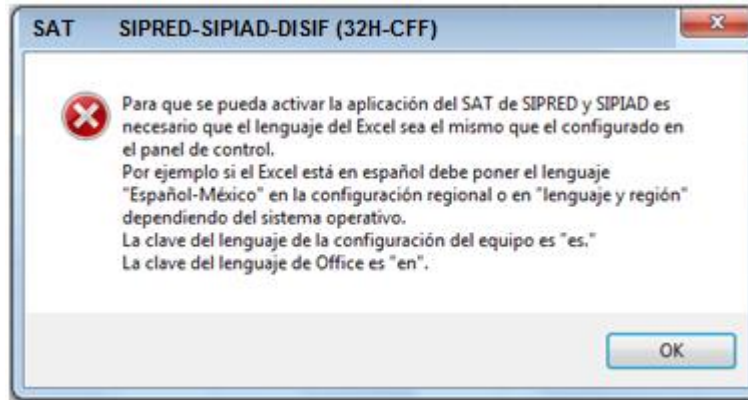 SAT SIPRED-SIPIAD-DISIF (32H-CFF)
Para que se pueda activar la aplicación del SAT de SIPRED y SIPIAD es
necesario que el lenguaje del Excel sea el mismo que el configurado en
el panel de control.
Por ejemplo si el Excel está en español debe poner el lenguaje
"Español-México" en la configuración regional o en "lenguaje y región"
dependiendo del sistema operativo.
La clave del lenguaje de la configuración del equipo es "es."
La clave del lenguaje de Office es "en".
OK